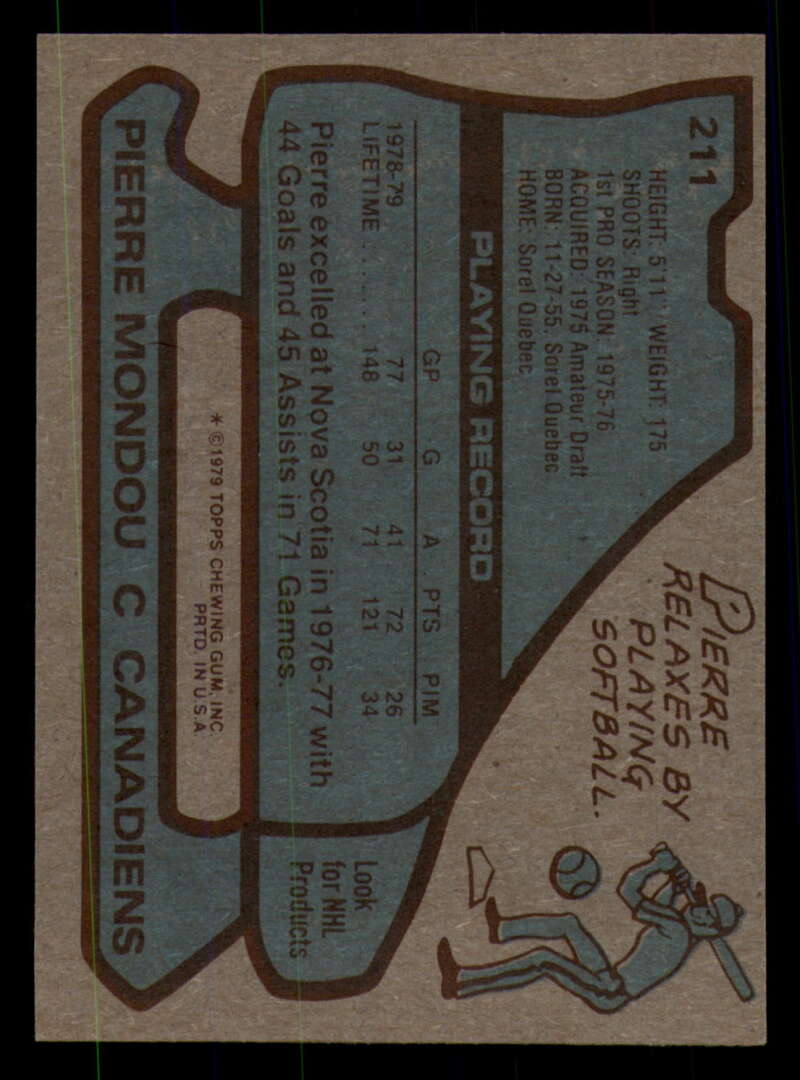 211
HEIGHT: 5'11" WEIGHT: 175
SHOOTS: Right
1st PRO SEASON: 1975-76
ACQUIRED: 1975 Amateur Draft
BORN: 11-27-55, Sorel Quebec
HOME: Sorel Quebec
PIERRE
RELAXES BY
PLAYING
SOFTBALL.
PLAYING RECORD
GP G A PTS PIM
1978-79 77 31 41 72 26
LIFETIME ....... 148 50 71 121 34
Pierre excelled at Nova Scotia in 1976-77 with
44 Goals and 45 Assists in 71 Games.
Look
for NHL
Products
* ©1979 TOPPS CHEWING GUM, INC.
PRTD. IN U.S.A
PIERRE MONDOU C CANADIENS